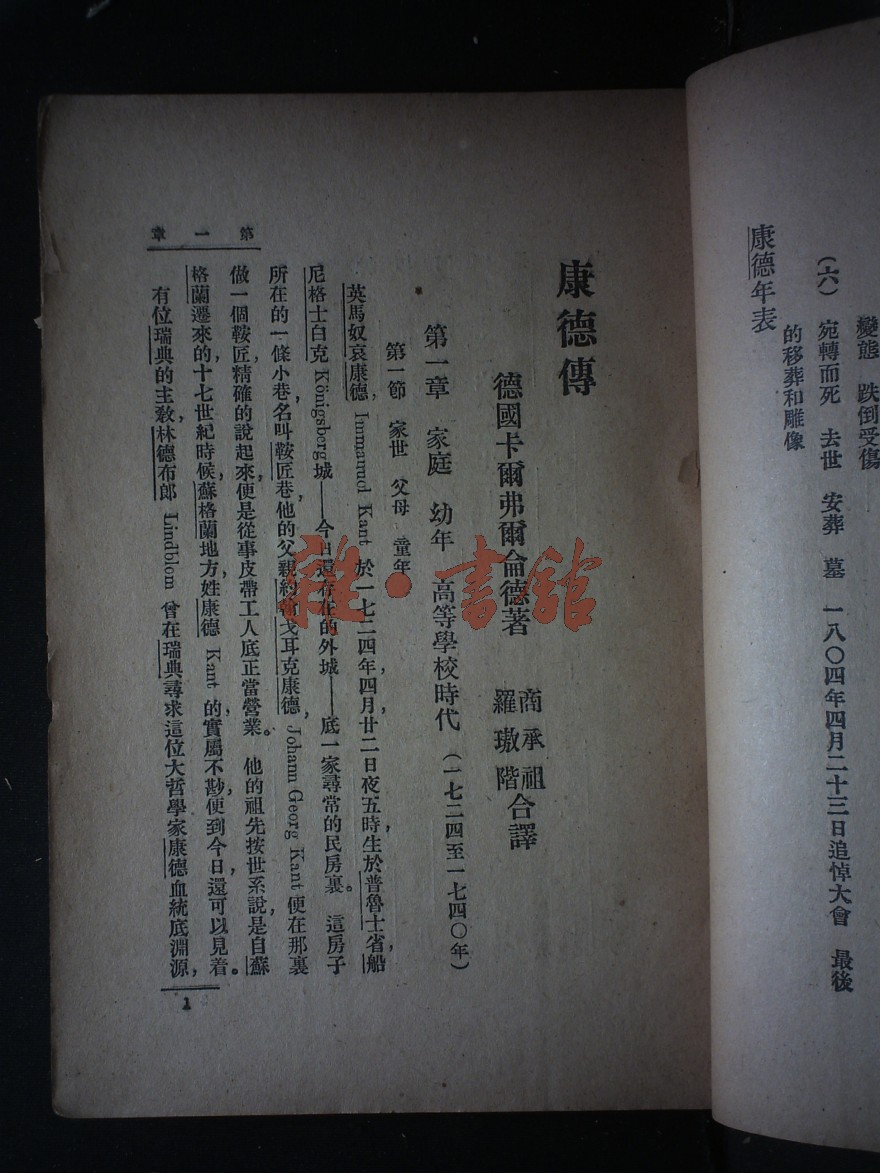 變態　跌倒受傷
（六）　宛轉而死　去世　安葬　墓　一八〇四年四月二十三日追悼大會　最後
的移葬和雕像
康德年表
康德傳
德國卡爾弗爾侖德著
商承祖
羅璈階
合譯
第一章　家庭　幼年　高等學校時代　（一七二四至一七四〇年）
第一節　家世　父母　童年
英馬奴哀康德，Immanuel Kant 於一七二四年四月廿二日夜五時，生於普魯士省，船
尼格士白克 Königsberg 城——今日還存在的外城——底一家尋常的民房裏。　這房子
所在的一條小巷名叫鞍匠巷，他的父親約翰戈耳克康德，Johann Georg Kant 便在那裏
做一個鞍匠，精確的說起來，便是從事皮帶工人底正當營業。　他的祖先按世系說，是自蘇
格蘭遷來的，十七世紀時候，蘇格蘭地方姓康德 Kant 的，實屬不尠，便到今日，還可以見着。
有位瑞典的主教，林德布郎 Lindblom 曾在瑞典尋求這位大哲學家康德血統底淵源，
第一章
1
雜·書館